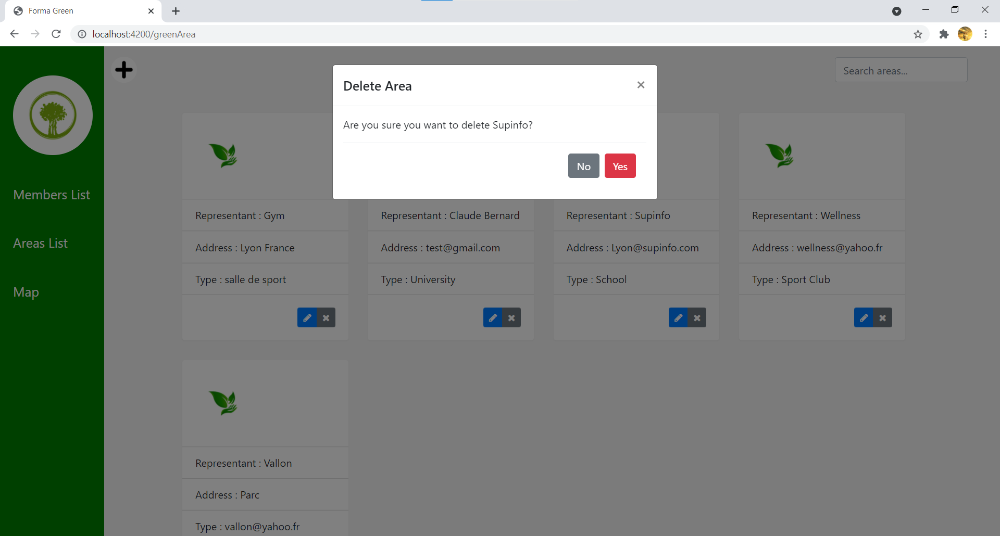 Forma Green
localhost:4200/greenArea
Search areas...
Delete Area
Are you sure you want to delete Supinfo?
No Yes
Members List
Areas List
Map
Representant : Gym
Address : Lyon France
Type : salle de sport
Representant : Claude Bernard
Address : test@gmail.com
Type : University
Representant : Supinfo
Address : Lyon@supinfo.com
Type : School
Representant : Wellness
Address : wellness@yahoo.fr
Type : Sport Club
Representant : Vallon
Address : Parc
Type : vallon@yahoo.fr